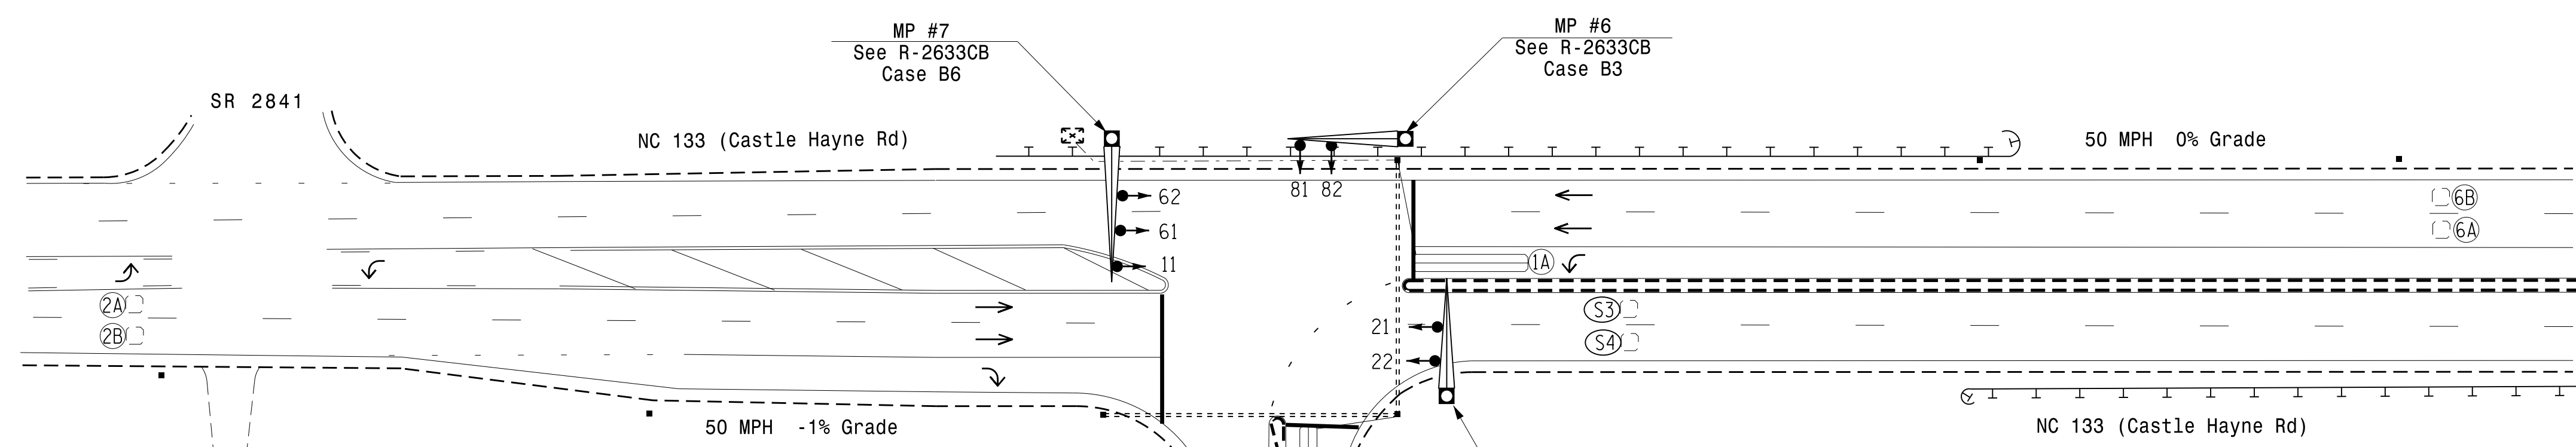 MP #7
See R-2633CB
Case B6
MP #6
See R-2633CB
Case B3
SR 2841
NC 133 (Castle Hayne Rd)
50 MPH 0% Grade
81 82
62
61
11
6B
6A
1A
2A
2B
S3
S4
21
22
50 MPH -1% Grade
NC 133 (Castle Hayne Rd)